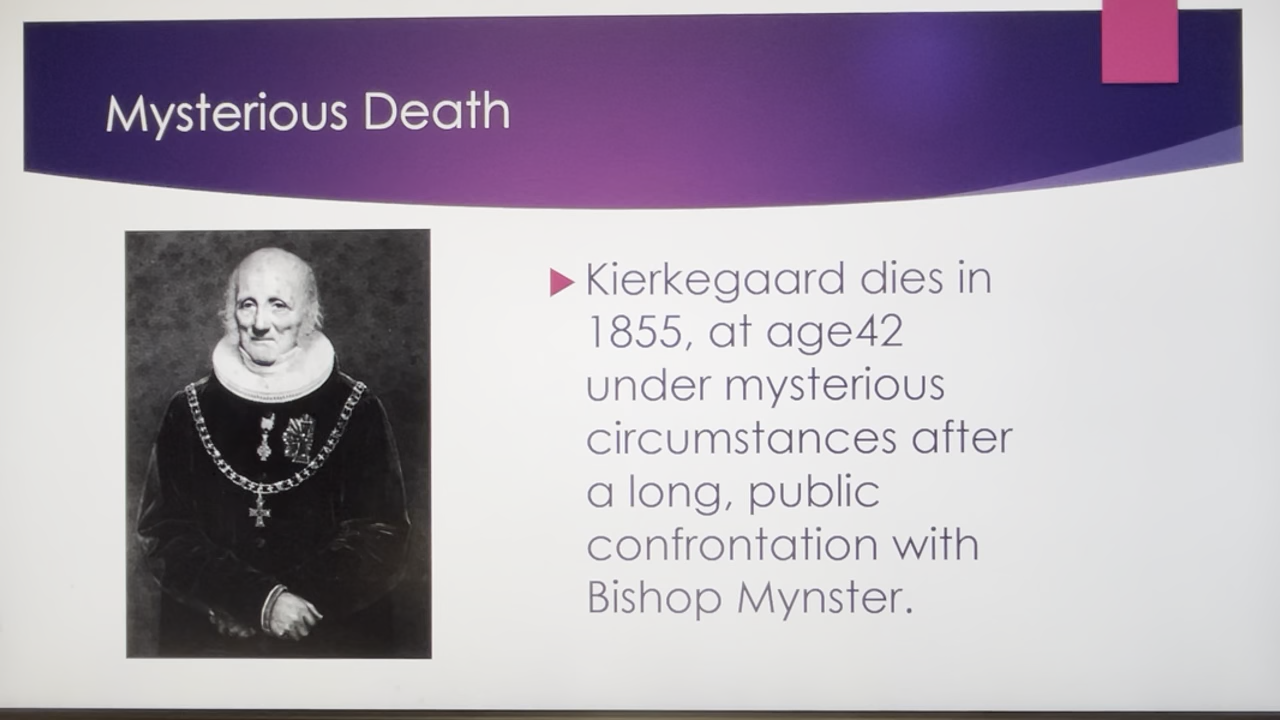 Mysterious Death
Kierkegaard dies in
1855, at age42
under mysterious
circumstances after
a long, public
confrontation with
Bishop Mynster.